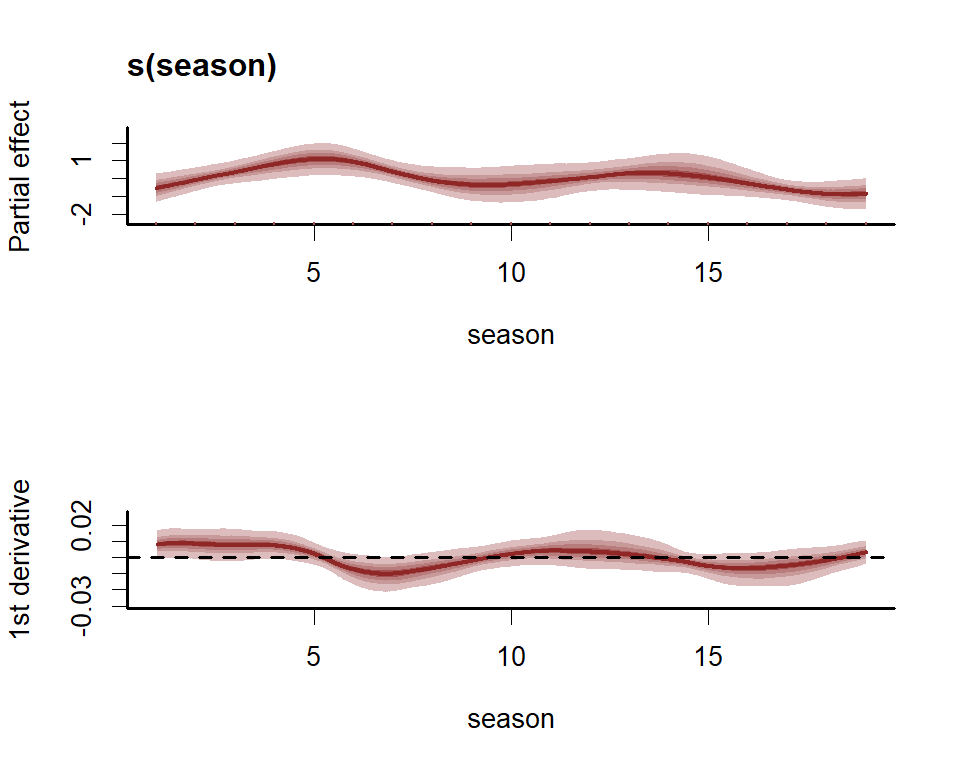 s(season)
Partial effect
1
-2
5 10 15
season
1st derivative
0.02
-0.03
5 10 15
season